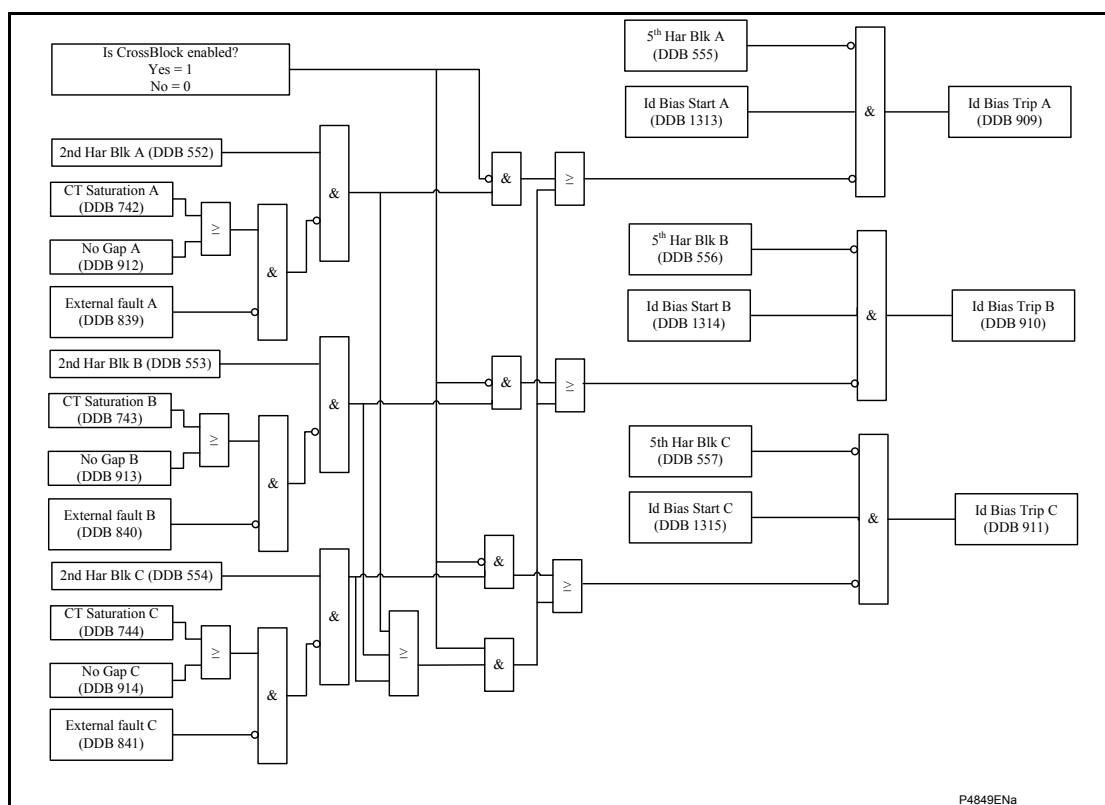 Is CrossBlock enabled?
Yes = 1
No = 0
2nd Har Blk A (DDB 552)
CT Saturation A
(DDB 742)
≥
No Gap A
(DDB 912)
External fault A
(DDB 839)
&
&
2nd Har Blk B (DDB 553)
CT Saturation B
(DDB 743)
≥
No Gap B
(DDB 913)
External fault B
(DDB 840)
&
&
2nd Har Blk C (DDB 554)
CT Saturation C
(DDB 744)
≥
No Gap C
(DDB 914)
External fault C
(DDB 841)
&
&
≥
&
≥
&
≥
&
≥
&
5th Har Blk A
(DDB 555)
Id Bias Start A
(DDB 1313)
&
Id Bias Trip A
(DDB 909)
5th Har Blk B
(DDB 556)
Id Bias Start B
(DDB 1314)
&
Id Bias Trip B
(DDB 910)
5th Har Blk C
(DDB 557)
Id Bias Start C
(DDB 1315)
&
Id Bias Trip C
(DDB 911)
P4849ENa